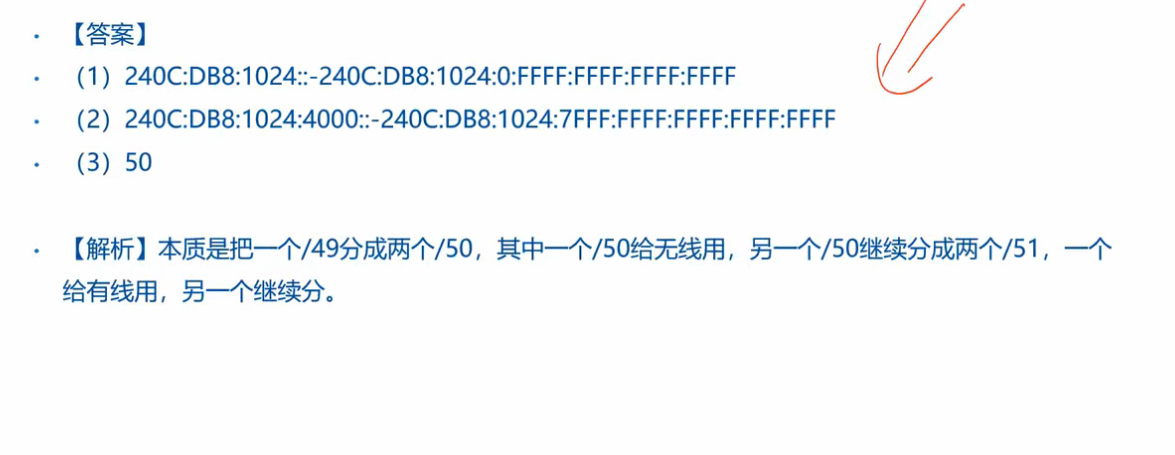 • 【答案】
• （1）240C:DB8:1024::-240C:DB8:1024:0:FFFF:FFFF:FFFF:FFFF
• （2）240C:DB8:1024:4000::-240C:DB8:1024:7FFF:FFFF:FFFF:FFFF:FFFF
• （3）50
• 【解析】本质是把一个/49分成两个/50，其中一个/50给无线用，另一个/50继续分成两个/51，一个
给有线用，另一个继续分。